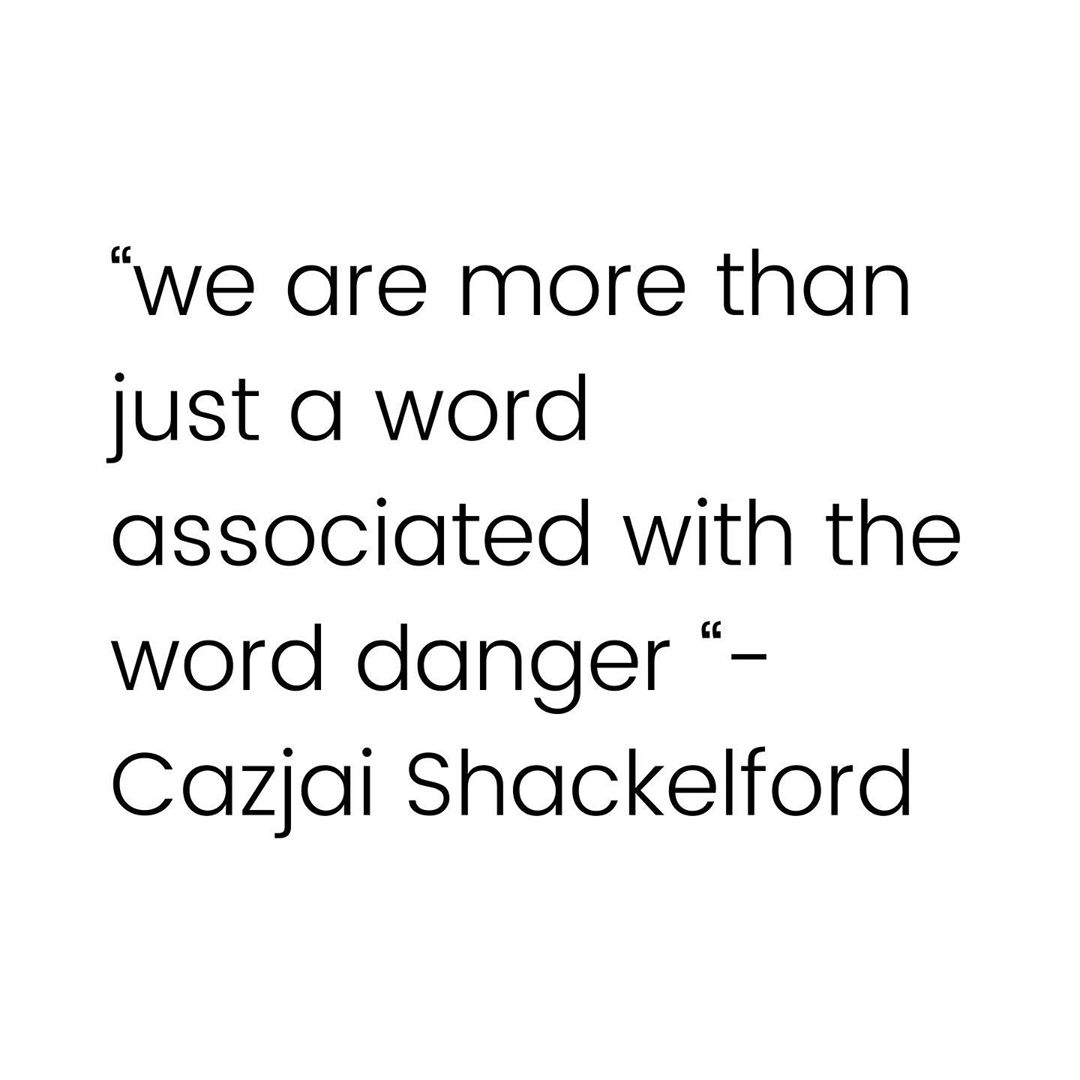 “we are more than
just a word
associated with the
word danger “-
Cazjai Shackelford